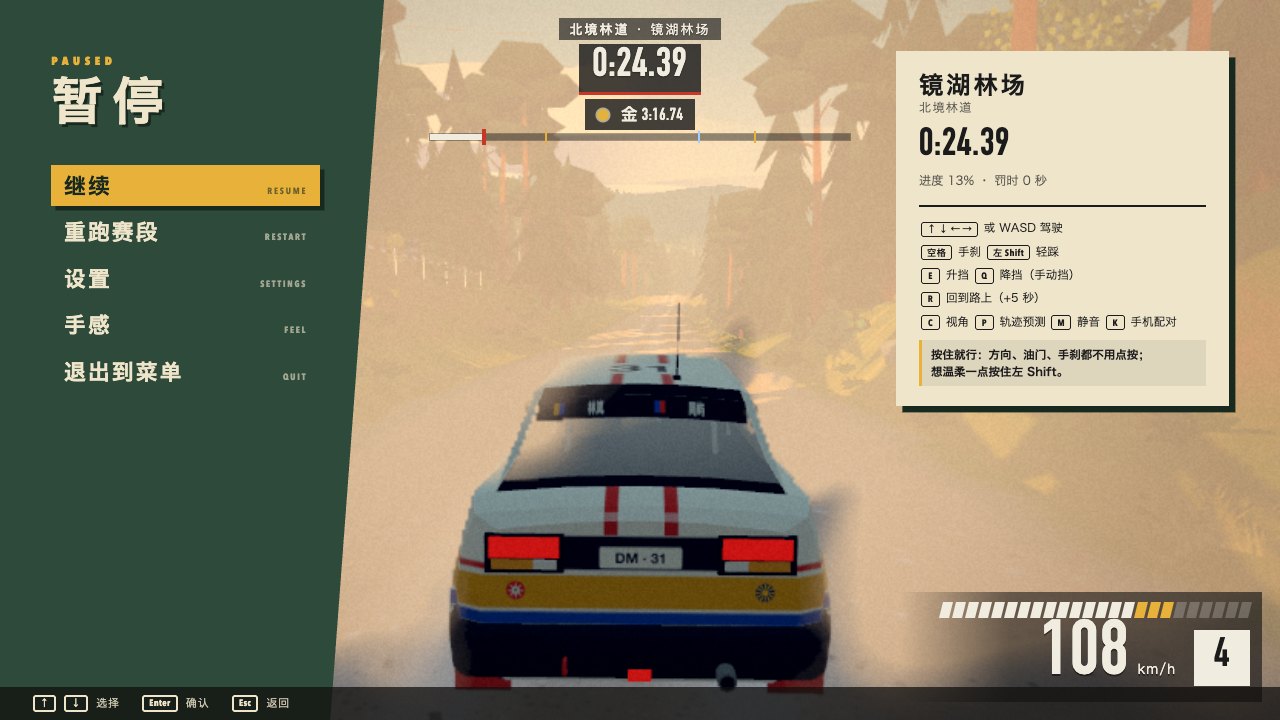 PAUSED
暂停
继续 RESUME
重跑赛段 RESTART
设置 SETTINGS
手感 FEEL
退出到菜单 QUIT
↑ ↓ 选择 Enter 确认 Esc 返回
北境林道 · 镜湖林场
0:24.39
金 3:16.74
31
DM - 31
镜湖林场
北境林道
0:24.39
进度 13% · 罚时 0 秒
↑ ↓ ← → 或 WASD 驾驶
空格 手刹 左 Shift 轻踩
E 升挡 Q 降挡（手动挡）
R 回到路上（+5 秒）
C 视角 P 轨迹预测 M 静音 K 手机配对
按住就行：方向、油门、手刹都不用点按；
想温柔一点按住左 Shift。
108 km/h
4